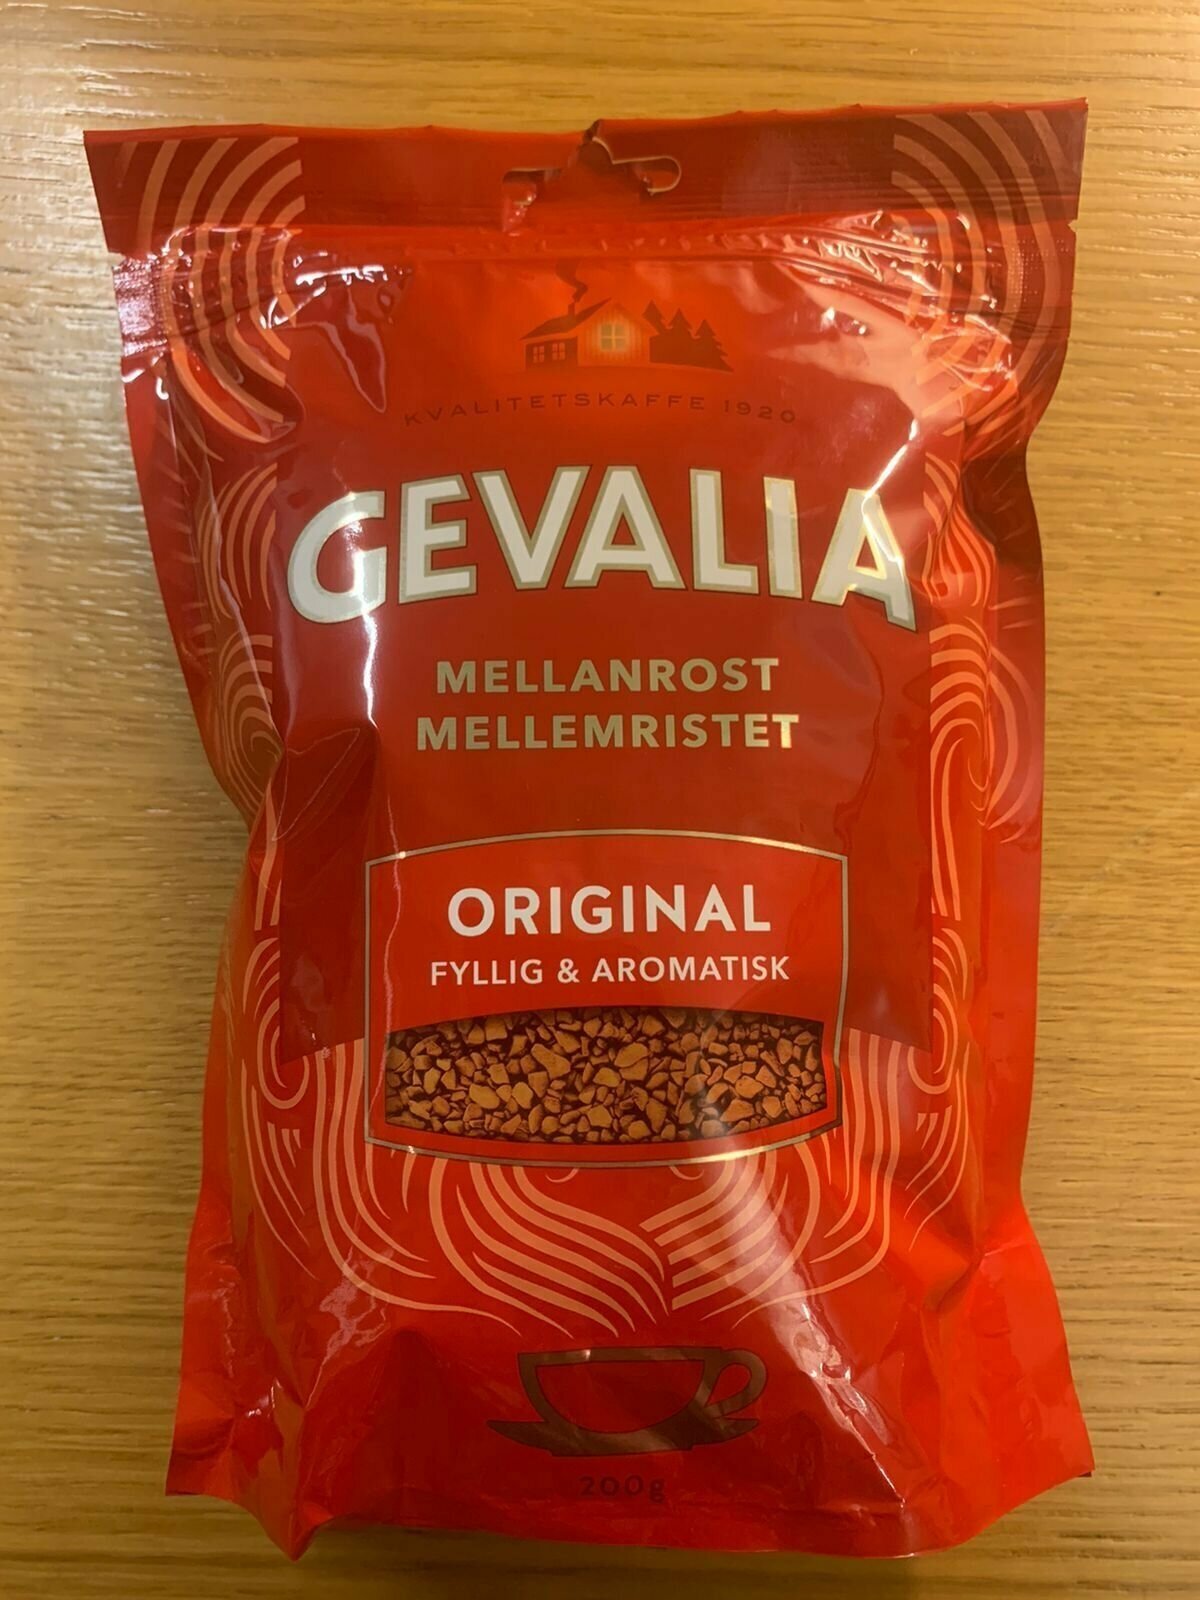 KVALITETSKAFFE 1920
GEVALIA
MELLANROST
MELLEMRISTET
ORIGINAL
FYLLIG & AROMATISK
200g